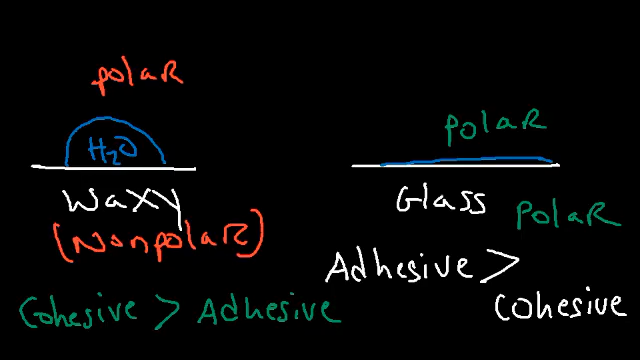 polaR
H₂O
WaXY
(NonpolaR)
Cohesive > Adhesive
polaR
Glass
PolaR
Adhesive >
Cohesive